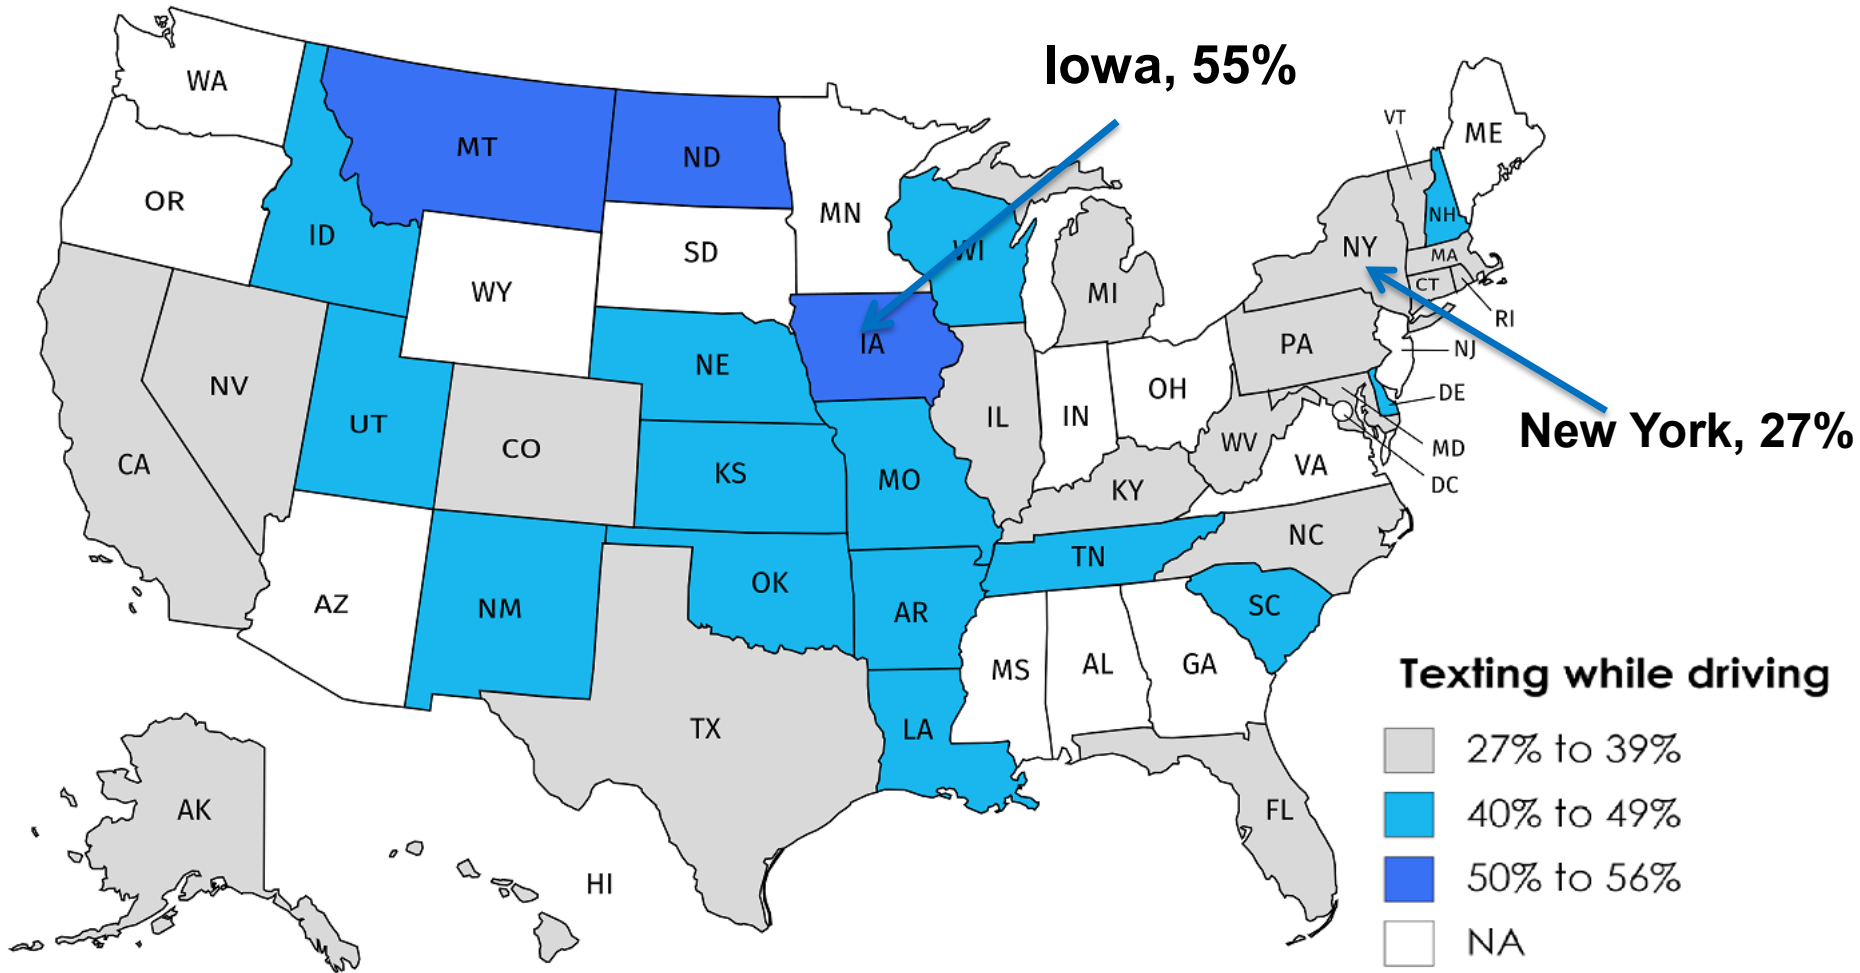 Iowa, 55%
WA
MT
ND
VT
ME
OR
ID
MN
WI
NH
SD
NY
MA
WY
MI
CT
RI
IA
PA
NJ
NE
NV
OH
DE
UT
IL
IN
New York, 27%
CO
WV
MD
CA
KS
MO
VA
DC
KY
NC
TN
OK
AZ
NM
AR
SC
MS
AL
GA
Texting while driving
TX
LA
27% to 39%
AK
FL
40% to 49%
HI
50% to 56%
NA